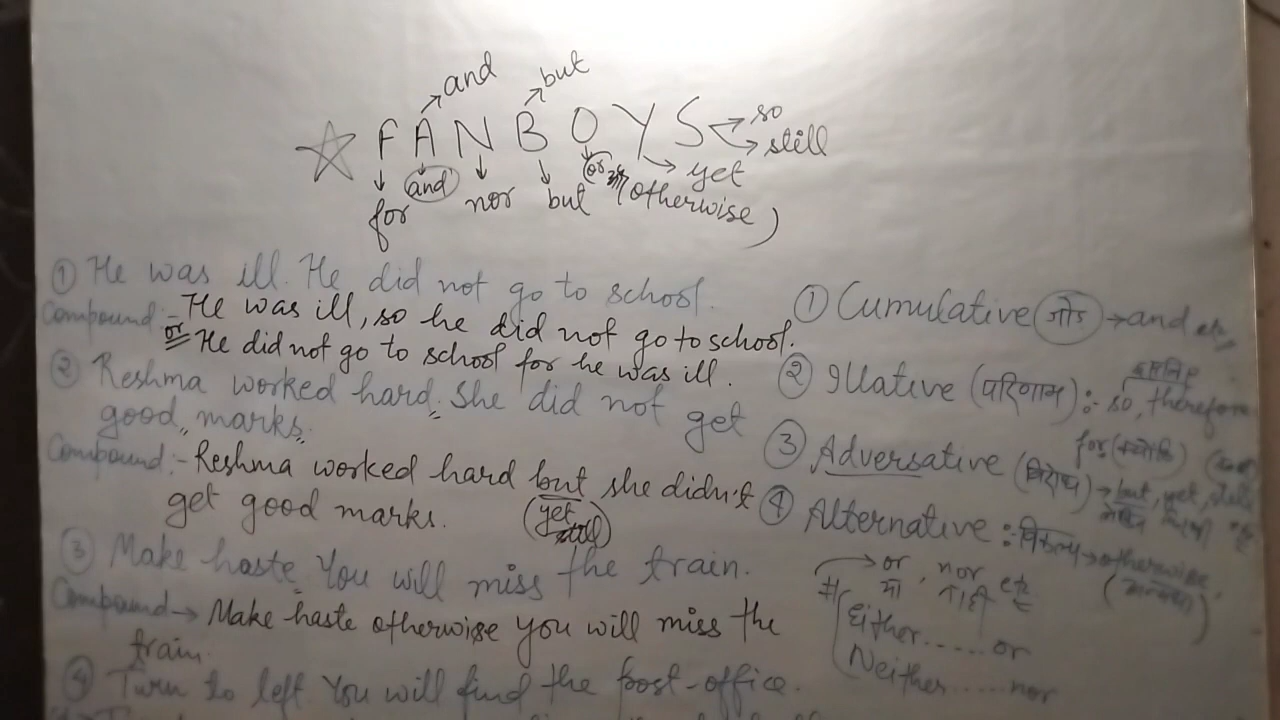 and but
☆ F A N B O Y S → so
→ still
for and nor but or (otherwise) yet
① He was ill. He did not go to school.
Compound:- He was ill, so he did not go to school.
or He did not go to school for he was ill.
② Reshma worked hard. She did not get
good marks.
Compound:- Reshma worked hard but she didn't
get good marks. (yet still)
③ Make haste. You will miss the train.
Compound → Make haste otherwise you will miss the
train.
④ Turn to left You will find the post-office.
① Cumulative (और) → and etc,
इसलिए
② Illative (परिणाम) :- so, therefore
for (क्योंकि)
③ Adversative (विरोध) → but, yet, still
④ Alternative : विकल्प → otherwise,
or, nor etc (अन्यथा)
या नाही
# Either......or
Neither.....nor